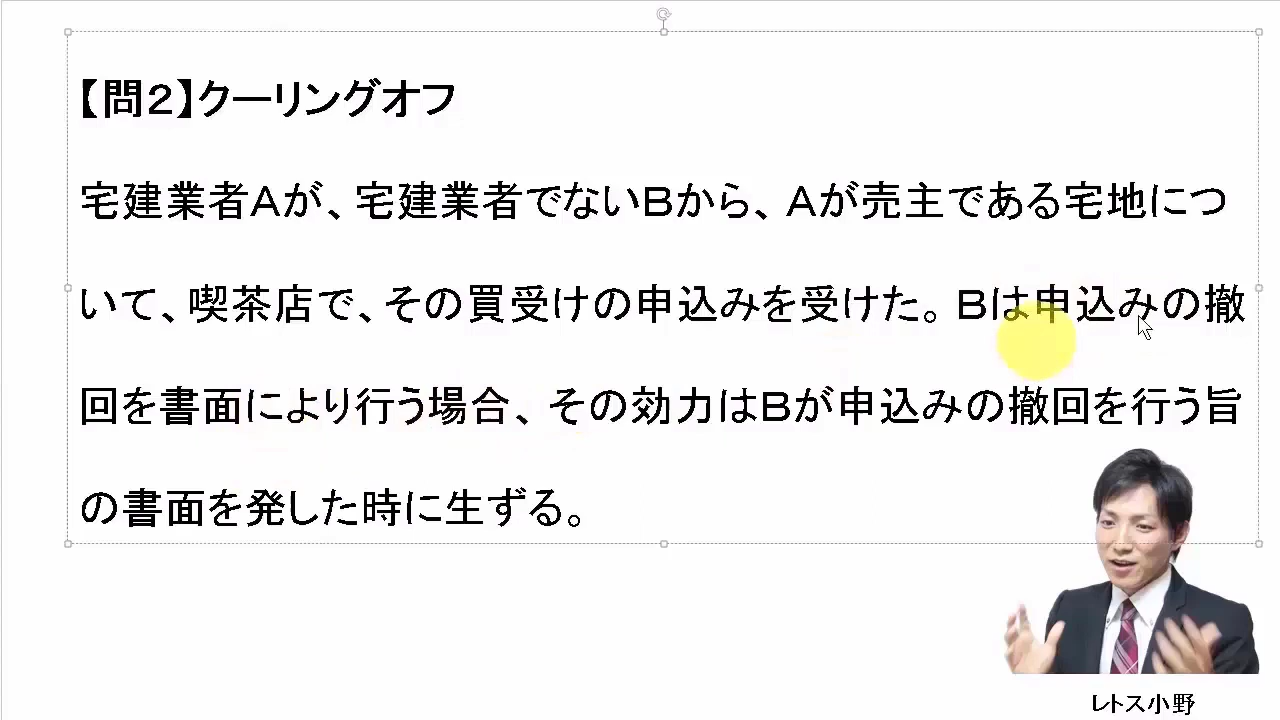 【問２】クーリングオフ
宅建業者Ａが、宅建業者でないＢから、Ａが売主である宅地につ
いて、喫茶店で、その買受けの申込みを受けた。Ｂは申込みの撤
回を書面により行う場合、その効力はＢが申込みの撤回を行う旨
の書面を発した時に生ずる。
レトス小野